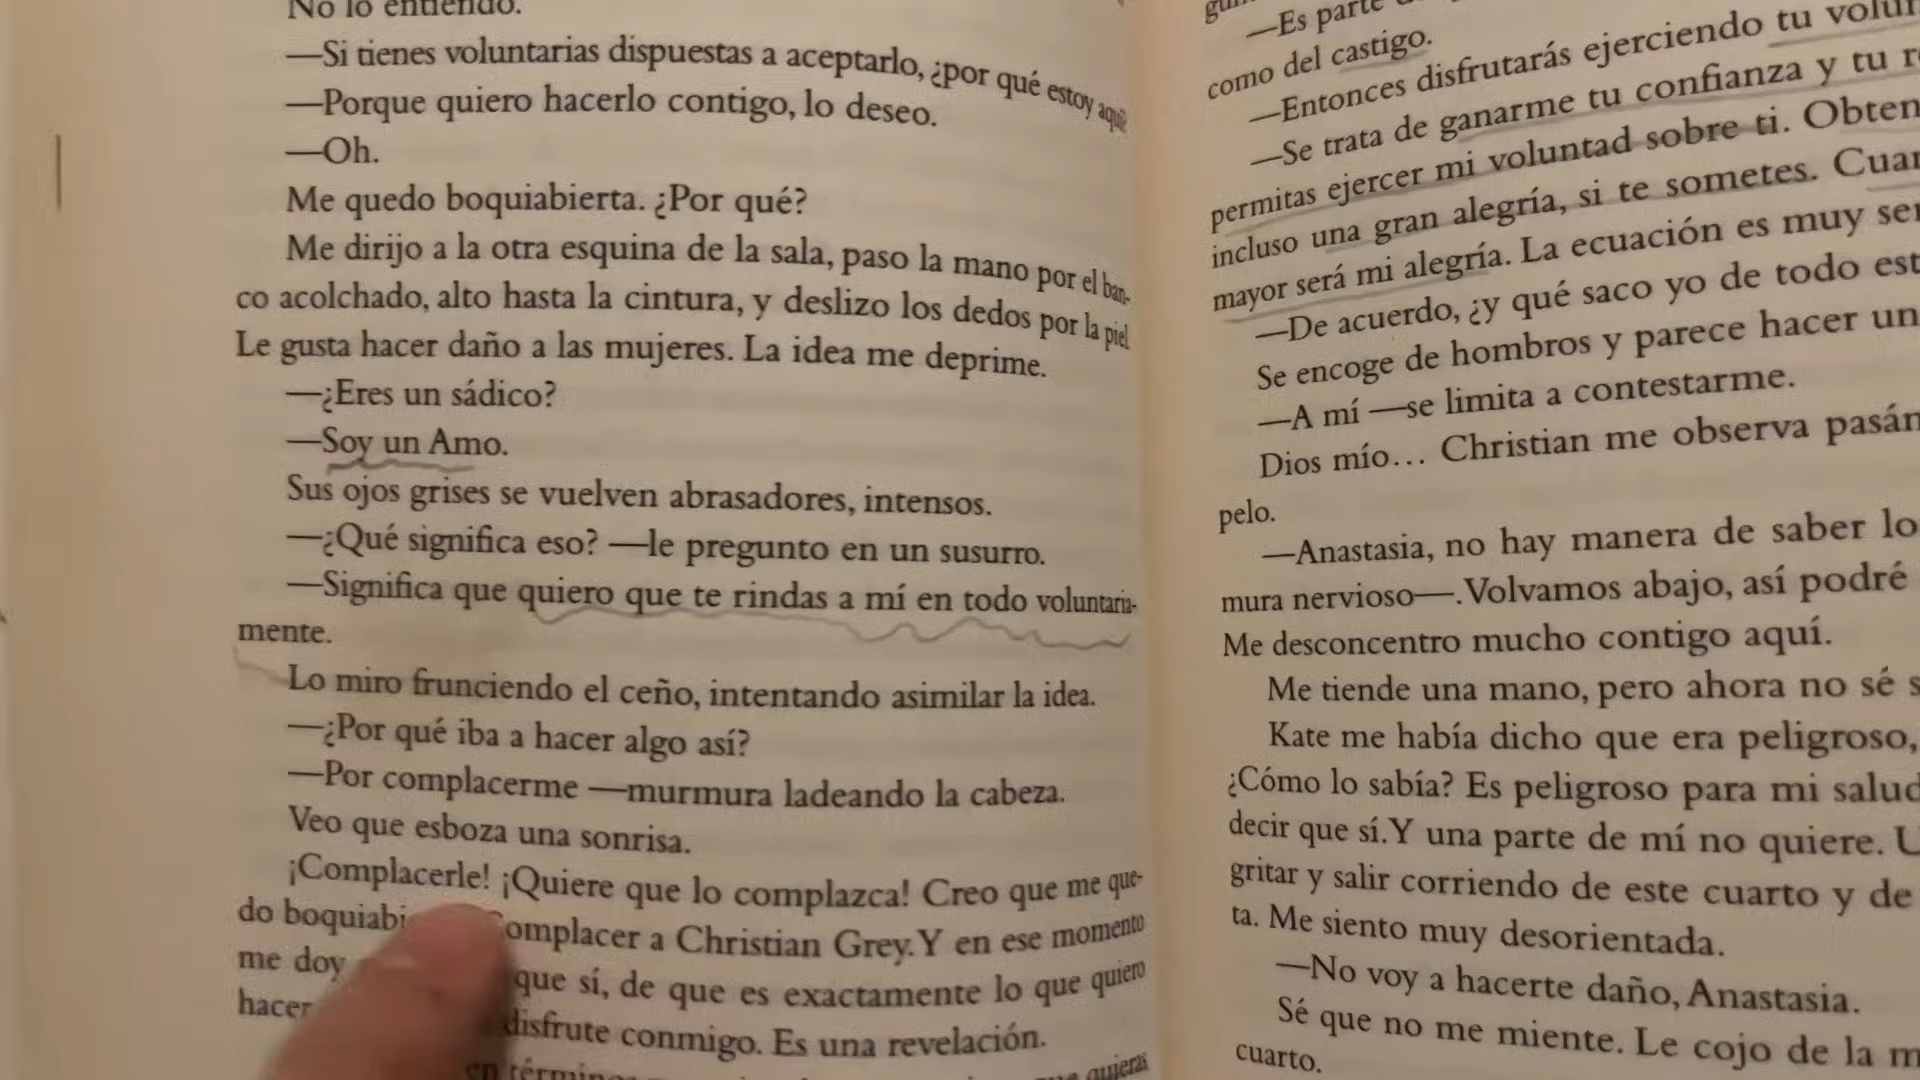 No lo entiendo.
—Si tienes voluntarias dispuestas a aceptarlo, ¿por qué estoy aquí?
—Porque quiero hacerlo contigo, lo deseo.
—Oh.
Me quedo boquiabierta. ¿Por qué?
Me dirijo a la otra esquina de la sala, paso la mano por el ban-
co acolchado, alto hasta la cintura, y deslizo los dedos por la piel.
Le gusta hacer daño a las mujeres. La idea me deprime.
—¿Eres un sádico?
—Soy un Amo.
Sus ojos grises se vuelven abrasadores, intensos.
—¿Qué significa eso? —le pregunto en un susurro.
—Significa que quiero que te rindas a mí en todo voluntaria-
mente.
Lo miro frunciendo el ceño, intentando asimilar la idea.
—¿Por qué iba a hacer algo así?
—Por complacerme —murmura ladeando la cabeza.
Veo que esboza una sonrisa.
¡Complacerle! ¡Quiere que lo complazca! Creo que me que-
do Complacer a Christian Grey. Y en ese momento
me doy que sí, de que es exactamente lo que quiero
hacer disfrute conmigo. Es una revelación.
en quieras
—Es parte
como del castigo.
—Entonces disfrutarás ejerciendo tu
—Se trata de ganarme tu confianza y tu
permitas ejercer mi voluntad sobre ti.
incluso una gran alegría, si te sometes.
mayor será mi alegría. La ecuación es muy
—De acuerdo, ¿y qué saco yo de todo
Se encoge de hombros y parece hacer un
—A mí —se limita a contestarme.
Dios mío... Christian me observa
pelo.
—Anastasia, no hay manera de saber lo
mura nervioso—. Volvamos abajo, así podré
Me desconcentro mucho contigo aquí.
Me tiende una mano, pero ahora no sé
Kate me había dicho que era peligroso,
¿Cómo lo sabía? Es peligroso para mi
decir que sí. Y una parte de mí no quiere.
gritar y salir corriendo de este cuarto y de
ta. Me siento muy desorientada.
—No voy a hacerte daño, Anastasia.
Sé que no me miente. Le cojo de la
cuarto.